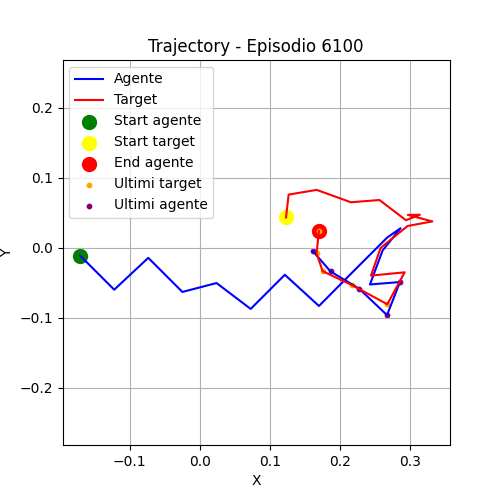 Trajectory - Episodio 6100
Agente
Target
Start agente
Start target
End agente
Ultimi target
Ultimi agente
0.2
0.1
0.0
−0.1
−0.2
Y
−0.1
0.0
0.1
0.2
0.3
X